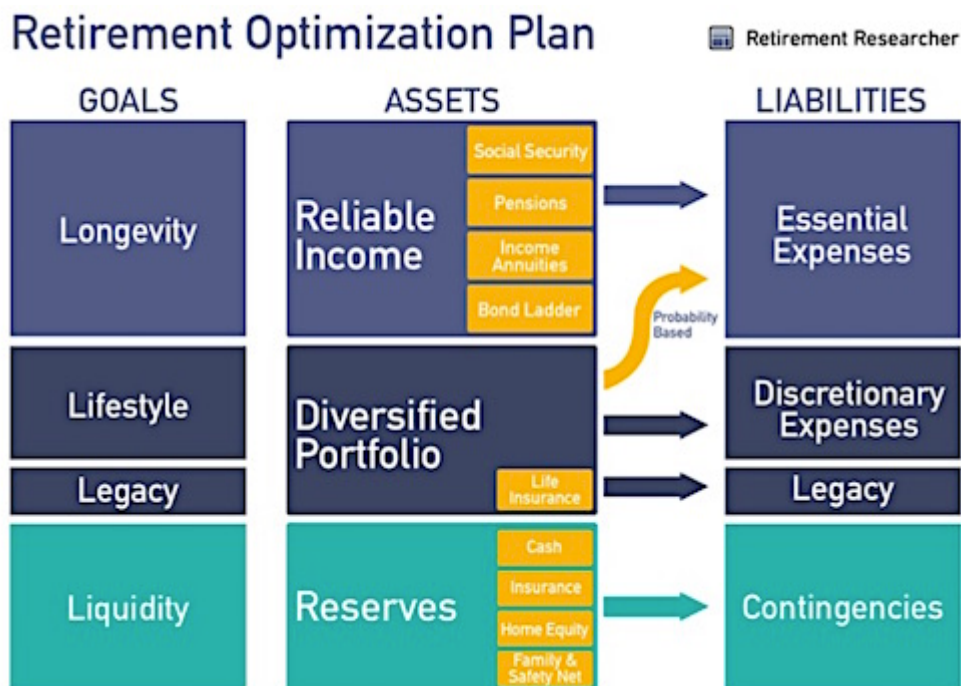 Retirement Optimization Plan
Retirement Researcher
GOALS
ASSETS
LIABILITIES
Longevity
Reliable
Income
Social Security
Pensions
Income
Annuities
Bond Ladder
Essential
Expenses
Probability
Based
Lifestyle
Diversified
Portfolio
Life
Insurance
Discretionary
Expenses
Legacy
Legacy
Liquidity
Reserves
Cash
Insurance
Home Equity
Family &
Safety Net
Contingencies